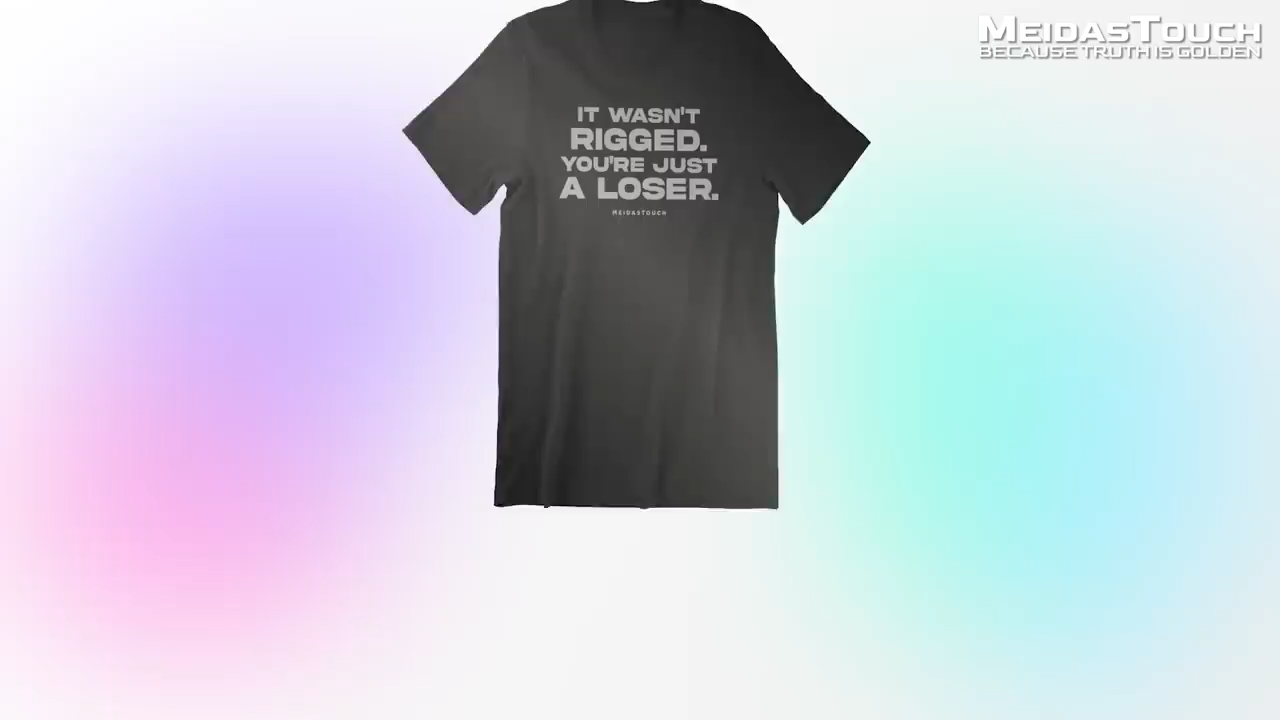 MEIDASTOUCH
BECAUSE TRUTH IS GOLDEN
IT WASN'T
RIGGED.
YOU'RE JUST
A LOSER.
MEIDASTOUCH